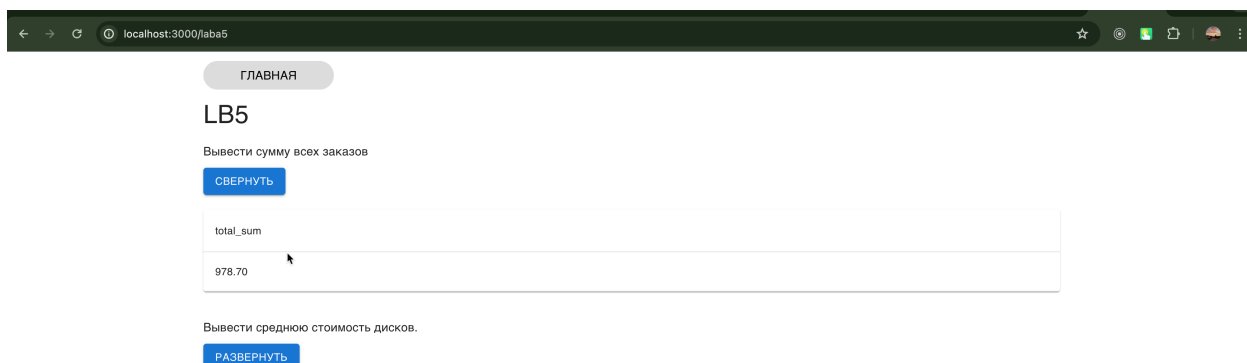 localhost:3000/laba5
ГЛАВНАЯ
LB5
Вывести сумму всех заказов
СВЕРНУТЬ
total_sum
978.70
Вывести среднюю стоимость дисков.
РАЗВЕРНУТЬ